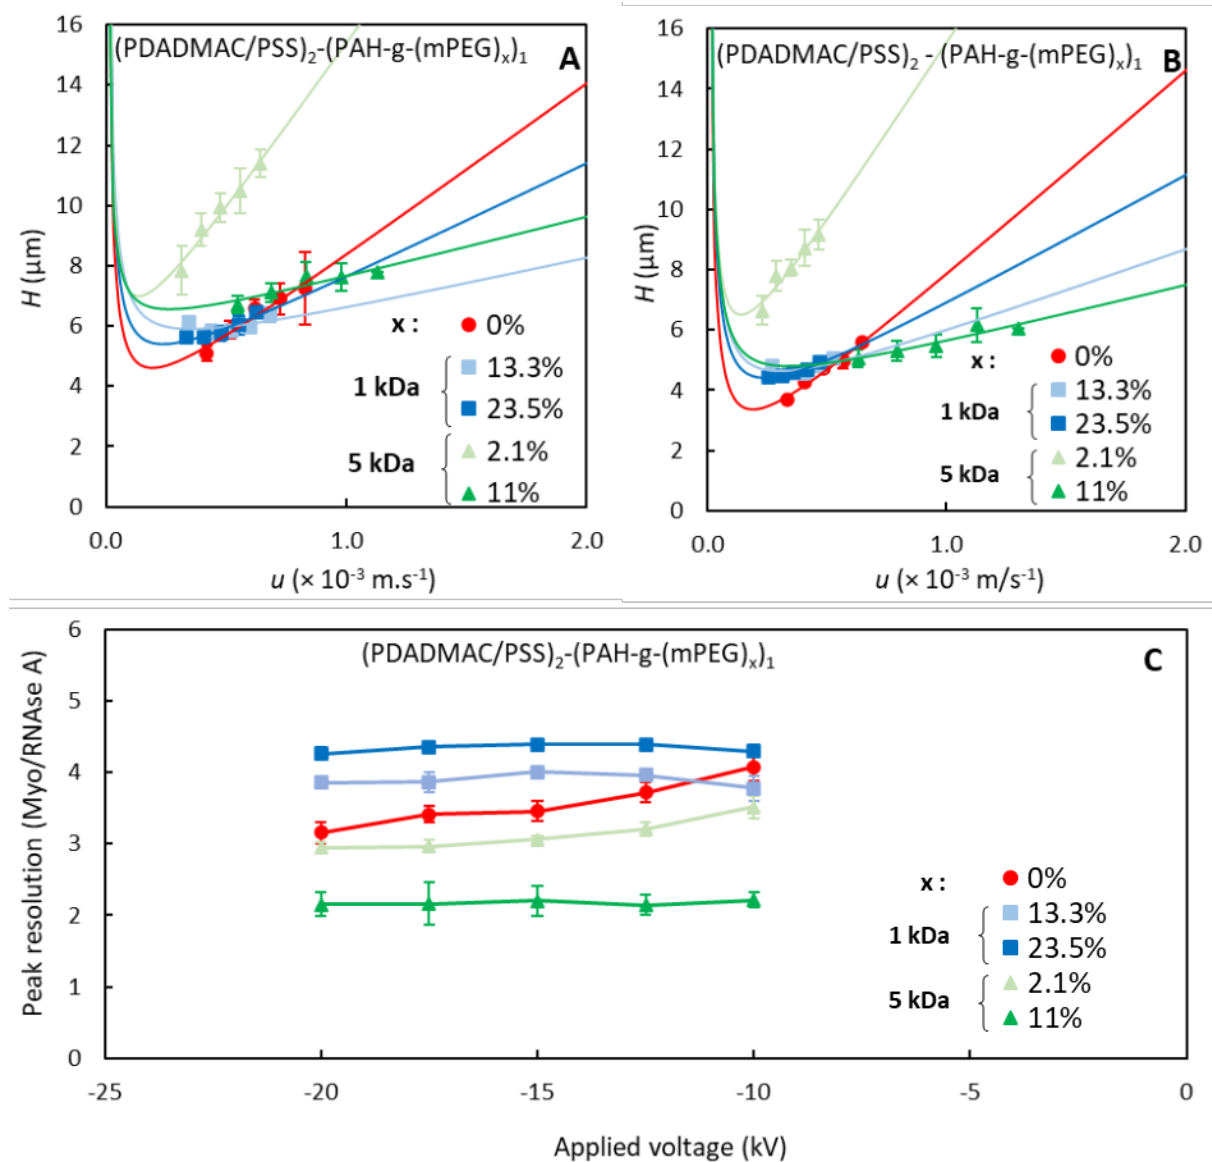 (PDADMAC/PSS)₂-(PAH-g-(mPEG)ₓ)₁ A
16
14
12
10
8
6
4
2
0
H (µm)
0.0 1.0 2.0
u (× 10⁻³ m.s⁻¹)
x : 0%
1 kDa
13.3%
23.5%
5 kDa
2.1%
11%
(PDADMAC/PSS)₂ - (PAH-g-(mPEG)ₓ)₁ B
16
14
12
10
8
6
4
2
0
H (µm)
0.0 1.0 2.0
u (× 10⁻³ m/s⁻¹)
x : 0%
1 kDa
13.3%
23.5%
5 kDa
2.1%
11%
(PDADMAC/PSS)₂-(PAH-g-(mPEG)ₓ)₁ C
6
5
4
3
2
1
0
Peak resolution (Myo/RNAse A)
-25 -20 -15 -10 -5 0
Applied voltage (kV)
x : 0%
1 kDa
13.3%
23.5%
5 kDa
2.1%
11%